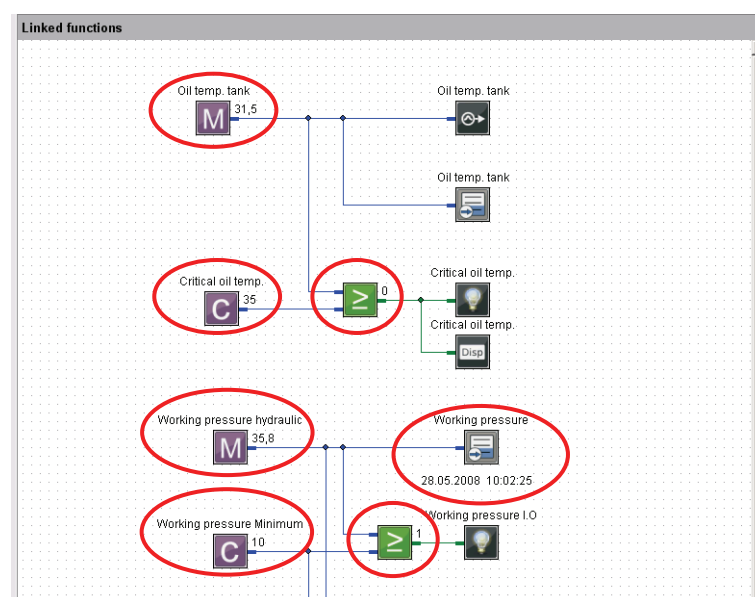 Linked functions
Oil temp. tank
M 31,5
Oil temp. tank
Oil temp. tank
Critical oil temp.
C 35
≥ 0
Critical oil temp.
Critical oil temp.
Disp
Working pressure hydraulic
M 35,8
Working pressure
28.05.2008 10:02:25
Working pressure Minimum
C 10
≥ 1
Working pressure I.O